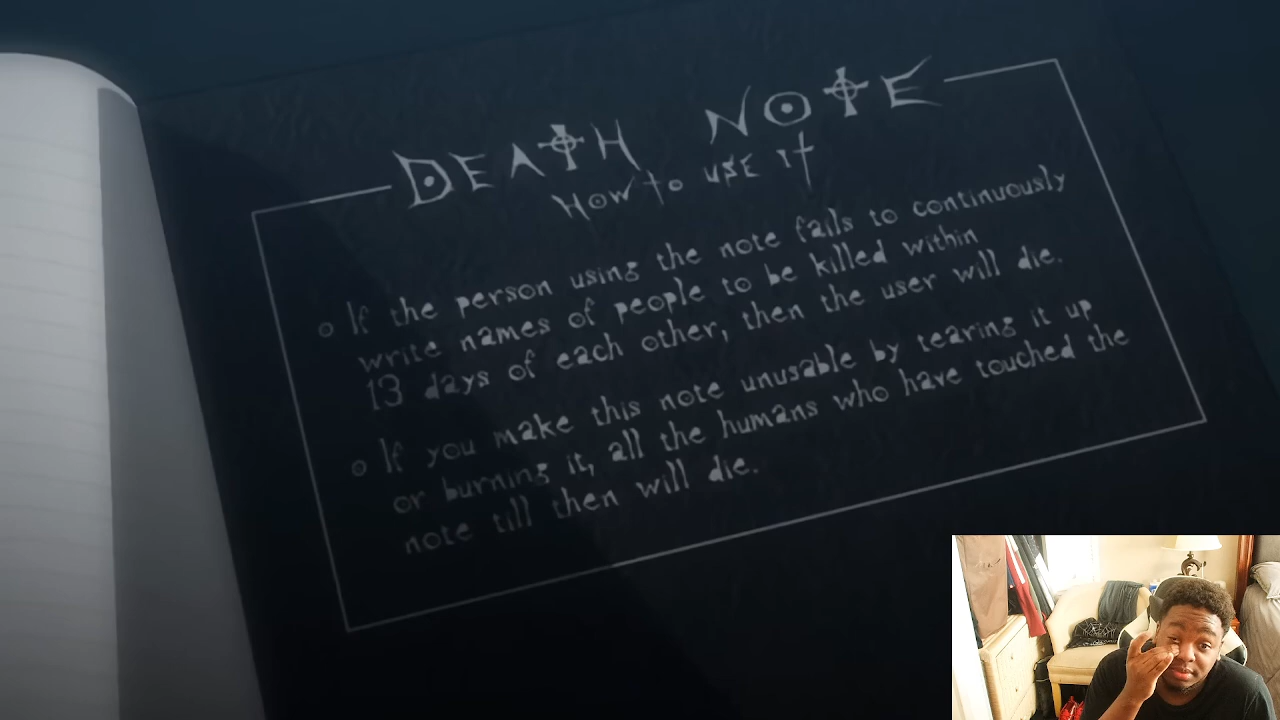 DEATH NOTE
How to use it
o If the person using the note fails to continuously
write names of people to be killed within
13 days of each other, then the user will die.
o If you make this note unusable by tearing it up
or burning it, all the humans who have touched the
note till then will die.